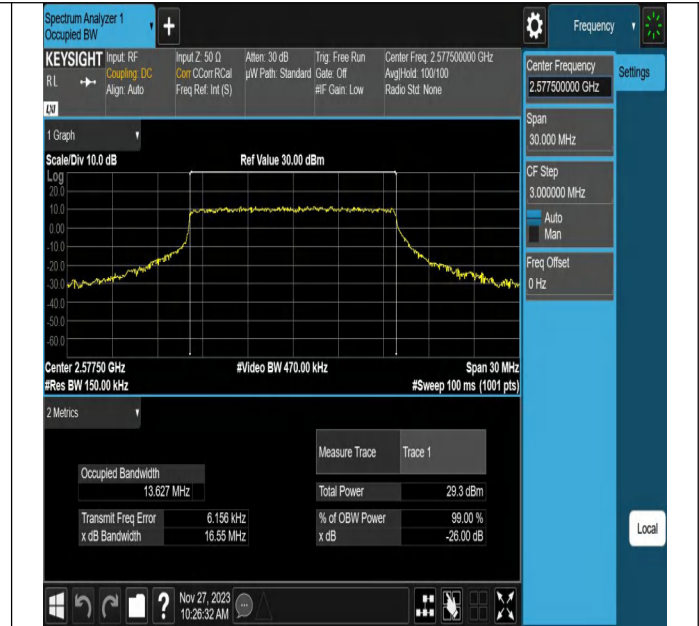 Spectrum Analyzer 1
Occupied BW
+
Frequency
KEYSIGHT
RL
LXI
Input: RF
Coupling: DC
Align: Auto
Input Z: 50 Ω
Corr CCorr RCal
Freq Ref: Int (S)
Atten: 30 dB
µW Path: Standard
Trig: Free Run
Gate: Off
#IF Gain: Low
Center Freq: 2.577500000 GHz
Avg|Hold: 100/100
Radio Std: None
Center Frequency
2.577500000 GHz
Settings
Span
30.000 MHz
CF Step
3.000000 MHz
Auto
Man
Freq Offset
0 Hz
Local
1 Graph
Scale/Div 10.0 dB
Ref Value 30.00 dBm
Log
20.0
10.0
0.00
-10.0
-20.0
-30.0
-40.0
-50.0
-60.0
Center 2.57750 GHz
#Video BW 470.00 kHz
Span 30 MHz
#Res BW 150.00 kHz
#Sweep 100 ms (1001 pts)
2 Metrics
Measure Trace Trace 1
Occupied Bandwidth
13.627 MHz
Total Power 29.3 dBm
Transmit Freq Error 6.156 kHz
% of OBW Power 99.00 %
x dB Bandwidth 16.55 MHz
x dB -26.00 dB
?
Nov 27, 2023
10:26:32 AM